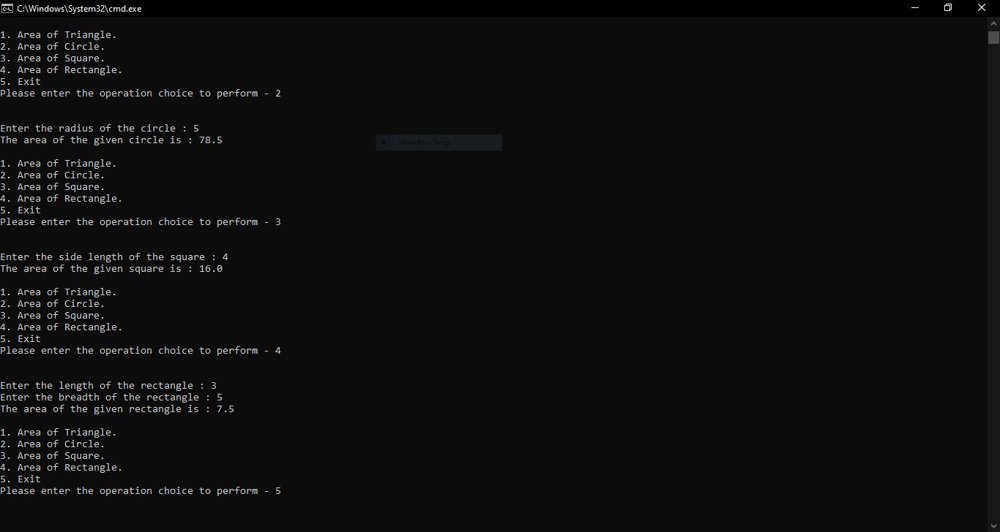 C:\Windows\System32\cmd.exe
1. Area of Triangle.
2. Area of Circle.
3. Area of Square.
4. Area of Rectangle.
5. Exit
Please enter the operation choice to perform - 2
Enter the radius of the circle : 5
The area of the given circle is : 78.5
Window Snip
1. Area of Triangle.
2. Area of Circle.
3. Area of Square.
4. Area of Rectangle.
5. Exit
Please enter the operation choice to perform - 3
Enter the side length of the square : 4
The area of the given square is : 16.0
1. Area of Triangle.
2. Area of Circle.
3. Area of Square.
4. Area of Rectangle.
5. Exit
Please enter the operation choice to perform - 4
Enter the length of the rectangle : 3
Enter the breadth of the rectangle : 5
The area of the given rectangle is : 7.5
1. Area of Triangle.
2. Area of Circle.
3. Area of Square.
4. Area of Rectangle.
5. Exit
Please enter the operation choice to perform - 5